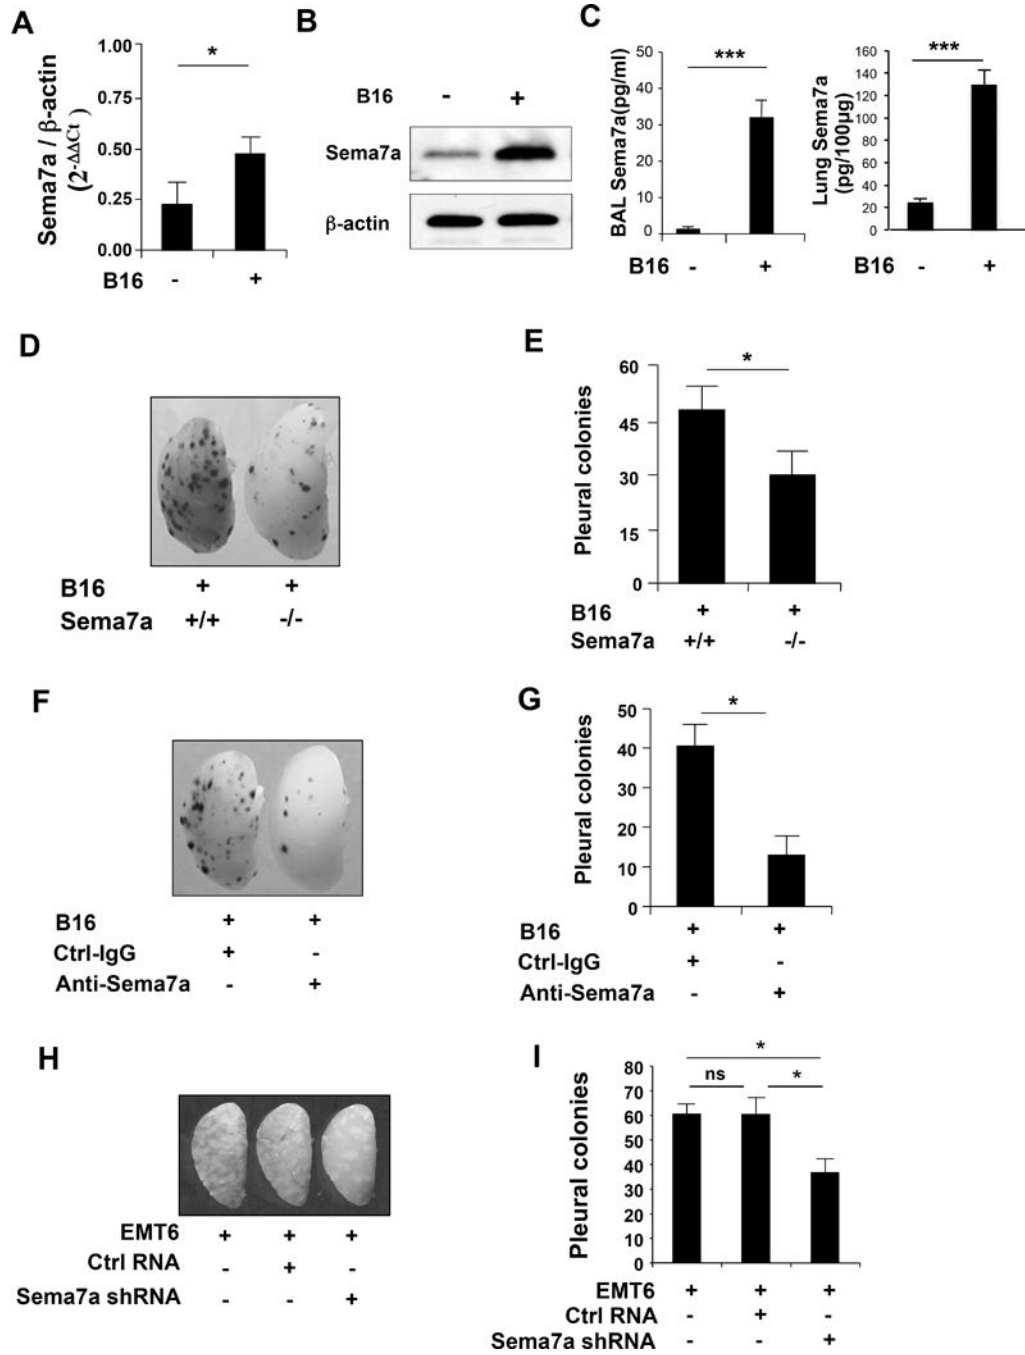 A
Sema7a / β-actin
(2-ΔΔCt)
1.00
0.75
0.50
0.25
0.00
*
B16 - +
B
B16 - +
Sema7a
β-actin
C
BAL Sema7a(pg/ml)
50
40
30
20
10
0
***
B16 - +
Lung Sema7a
(pg/100µg)
160
140
120
100
80
60
40
20
0
***
B16 - +
D
B16 + +
Sema7a +/+ -/-
E
Pleural colonies
60
45
30
15
0
*
B16 + +
Sema7a +/+ -/-
F
B16 + +
Ctrl-IgG + -
Anti-Sema7a - +
G
Pleural colonies
50
40
30
20
10
0
*
B16 + +
Ctrl-IgG + -
Anti-Sema7a - +
H
EMT6 + + +
Ctrl RNA - + -
Sema7a shRNA - - +
I
Pleural colonies
80
70
60
50
40
30
20
10
0
*
ns *
EMT6 + + +
Ctrl RNA - + -
Sema7a shRNA - - +